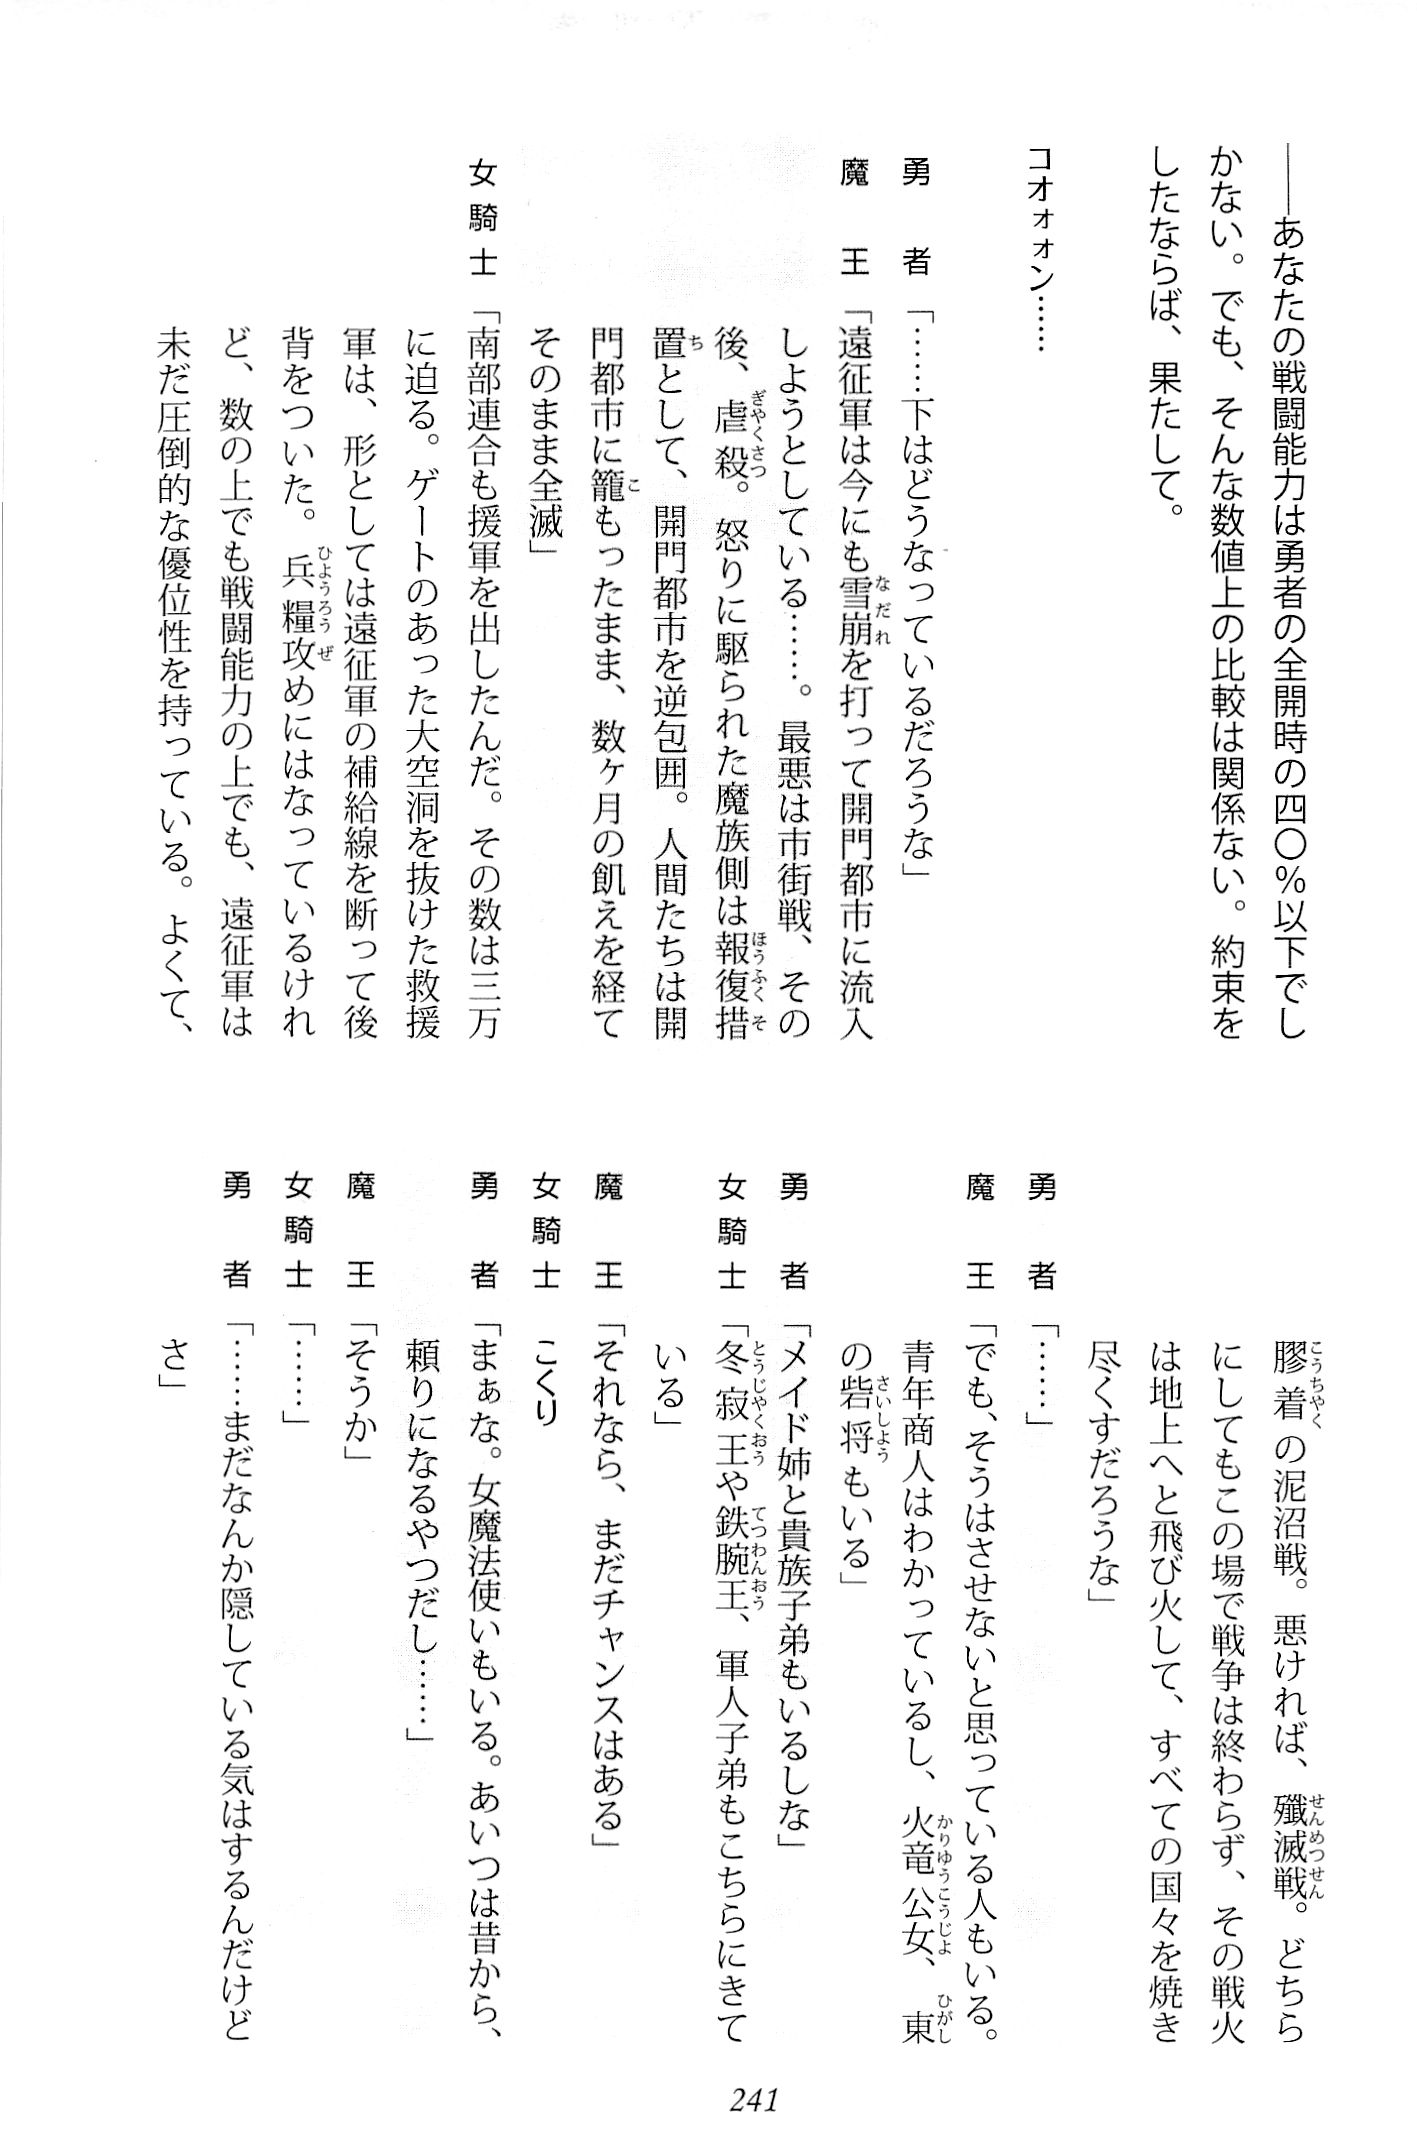 ――あなたの戦闘能力は勇者の全開時の四〇％以下でし
かない。でも、そんな数値上の比較は関係ない。約束を
したならば、果たして。
コオォォン……
勇者「……下はどうなっているだろうな」
魔王「遠征軍は今にも雪崩を打って開門都市に流入
しようとしている……。最悪は市街戦、その
後、虐殺。怒りに駆られた魔族側は報復措
置として、開門都市を逆包囲。人間たちは開
門都市に籠もったまま、数ヶ月の飢えを経て
そのまま全滅」
女騎士「南部連合も援軍を出したんだ。その数は三万
に迫る。ゲートのあった大空洞を抜けた救援
軍は、形としては遠征軍の補給線を断って後
背をついた。兵糧攻めにはなっているけれ
ど、数の上でも戦闘能力の上でも、遠征軍は
未だ圧倒的な優位性を持っている。よくて、
膠着の泥沼戦。悪ければ、殲滅戦。どちら
にしてもこの場で戦争は終わらず、その戦火
は地上へと飛び火して、すべての国々を焼き
尽くすだろうな」
勇者「……」
魔王「でも、そうはさせないと思っている人もいる。
青年商人はわかっているし、火竜公女、東
の砦将もいる」
勇者「メイド姉と貴族子弟もいるしな」
女騎士「冬寂王や鉄腕王、軍人子弟もこちらにきて
いる」
魔王「それなら、まだチャンスはある」
女騎士　こくり
勇者「まぁな。女魔法使いもいる。あいつは昔から、
頼りになるやつだし……」
魔王「そうか」
女騎士「……」
勇者「……まだなんか隠している気はするんだけど
さ」
241